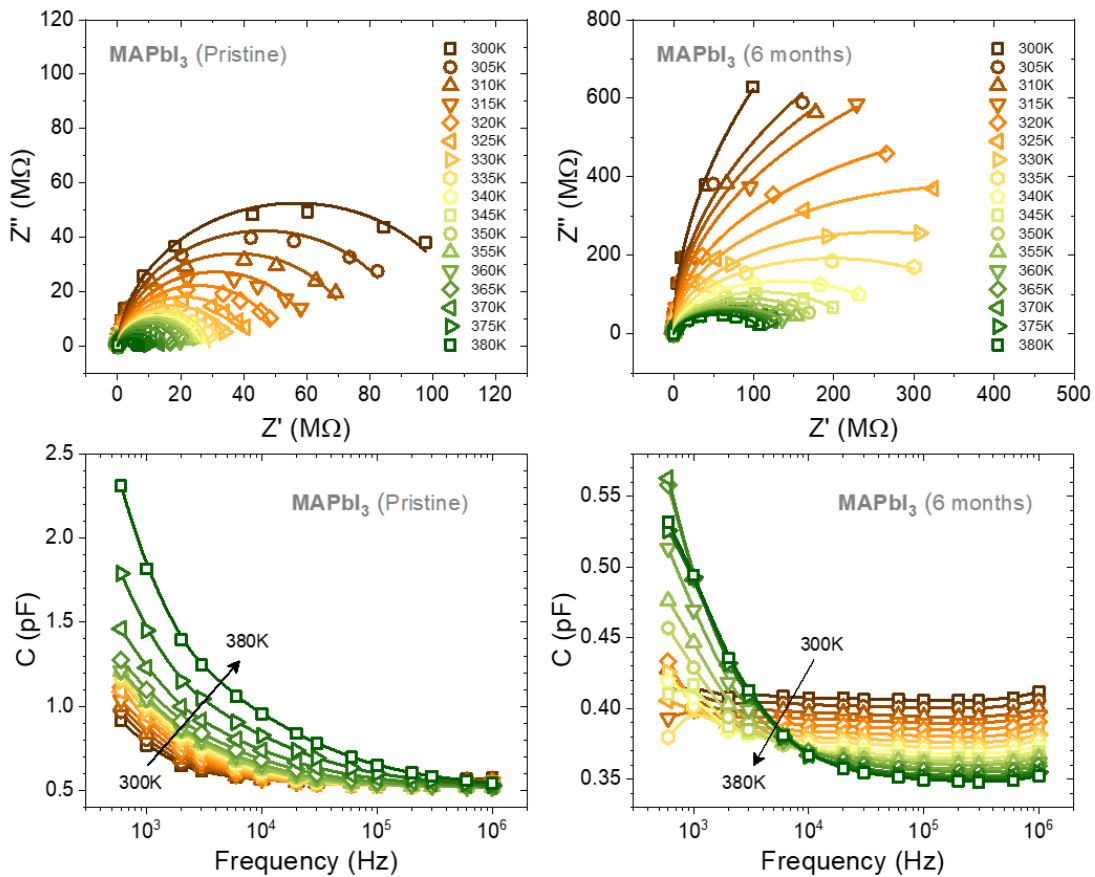 MAPbI₃ (Pristine)
120
100
80
60
40
20
0
Z'' (MΩ)
0 20 40 60 80 100 120
Z' (MΩ)
300K
305K
310K
315K
320K
325K
330K
335K
340K
345K
350K
355K
360K
365K
370K
375K
380K
MAPbI₃ (6 months)
800
600
400
200
0
Z'' (MΩ)
0 100 200 300 400 500
Z' (MΩ)
300K
305K
310K
315K
320K
325K
330K
335K
340K
345K
350K
355K
360K
365K
370K
375K
380K
MAPbI₃ (Pristine)
2.5
2.0
1.5
1.0
0.5
C (pF)
380K
300K
10³ 10⁴ 10⁵ 10⁶
Frequency (Hz)
MAPbI₃ (6 months)
0.55
0.50
0.45
0.40
0.35
C (pF)
300K
380K
10³ 10⁴ 10⁵ 10⁶
Frequency (Hz)